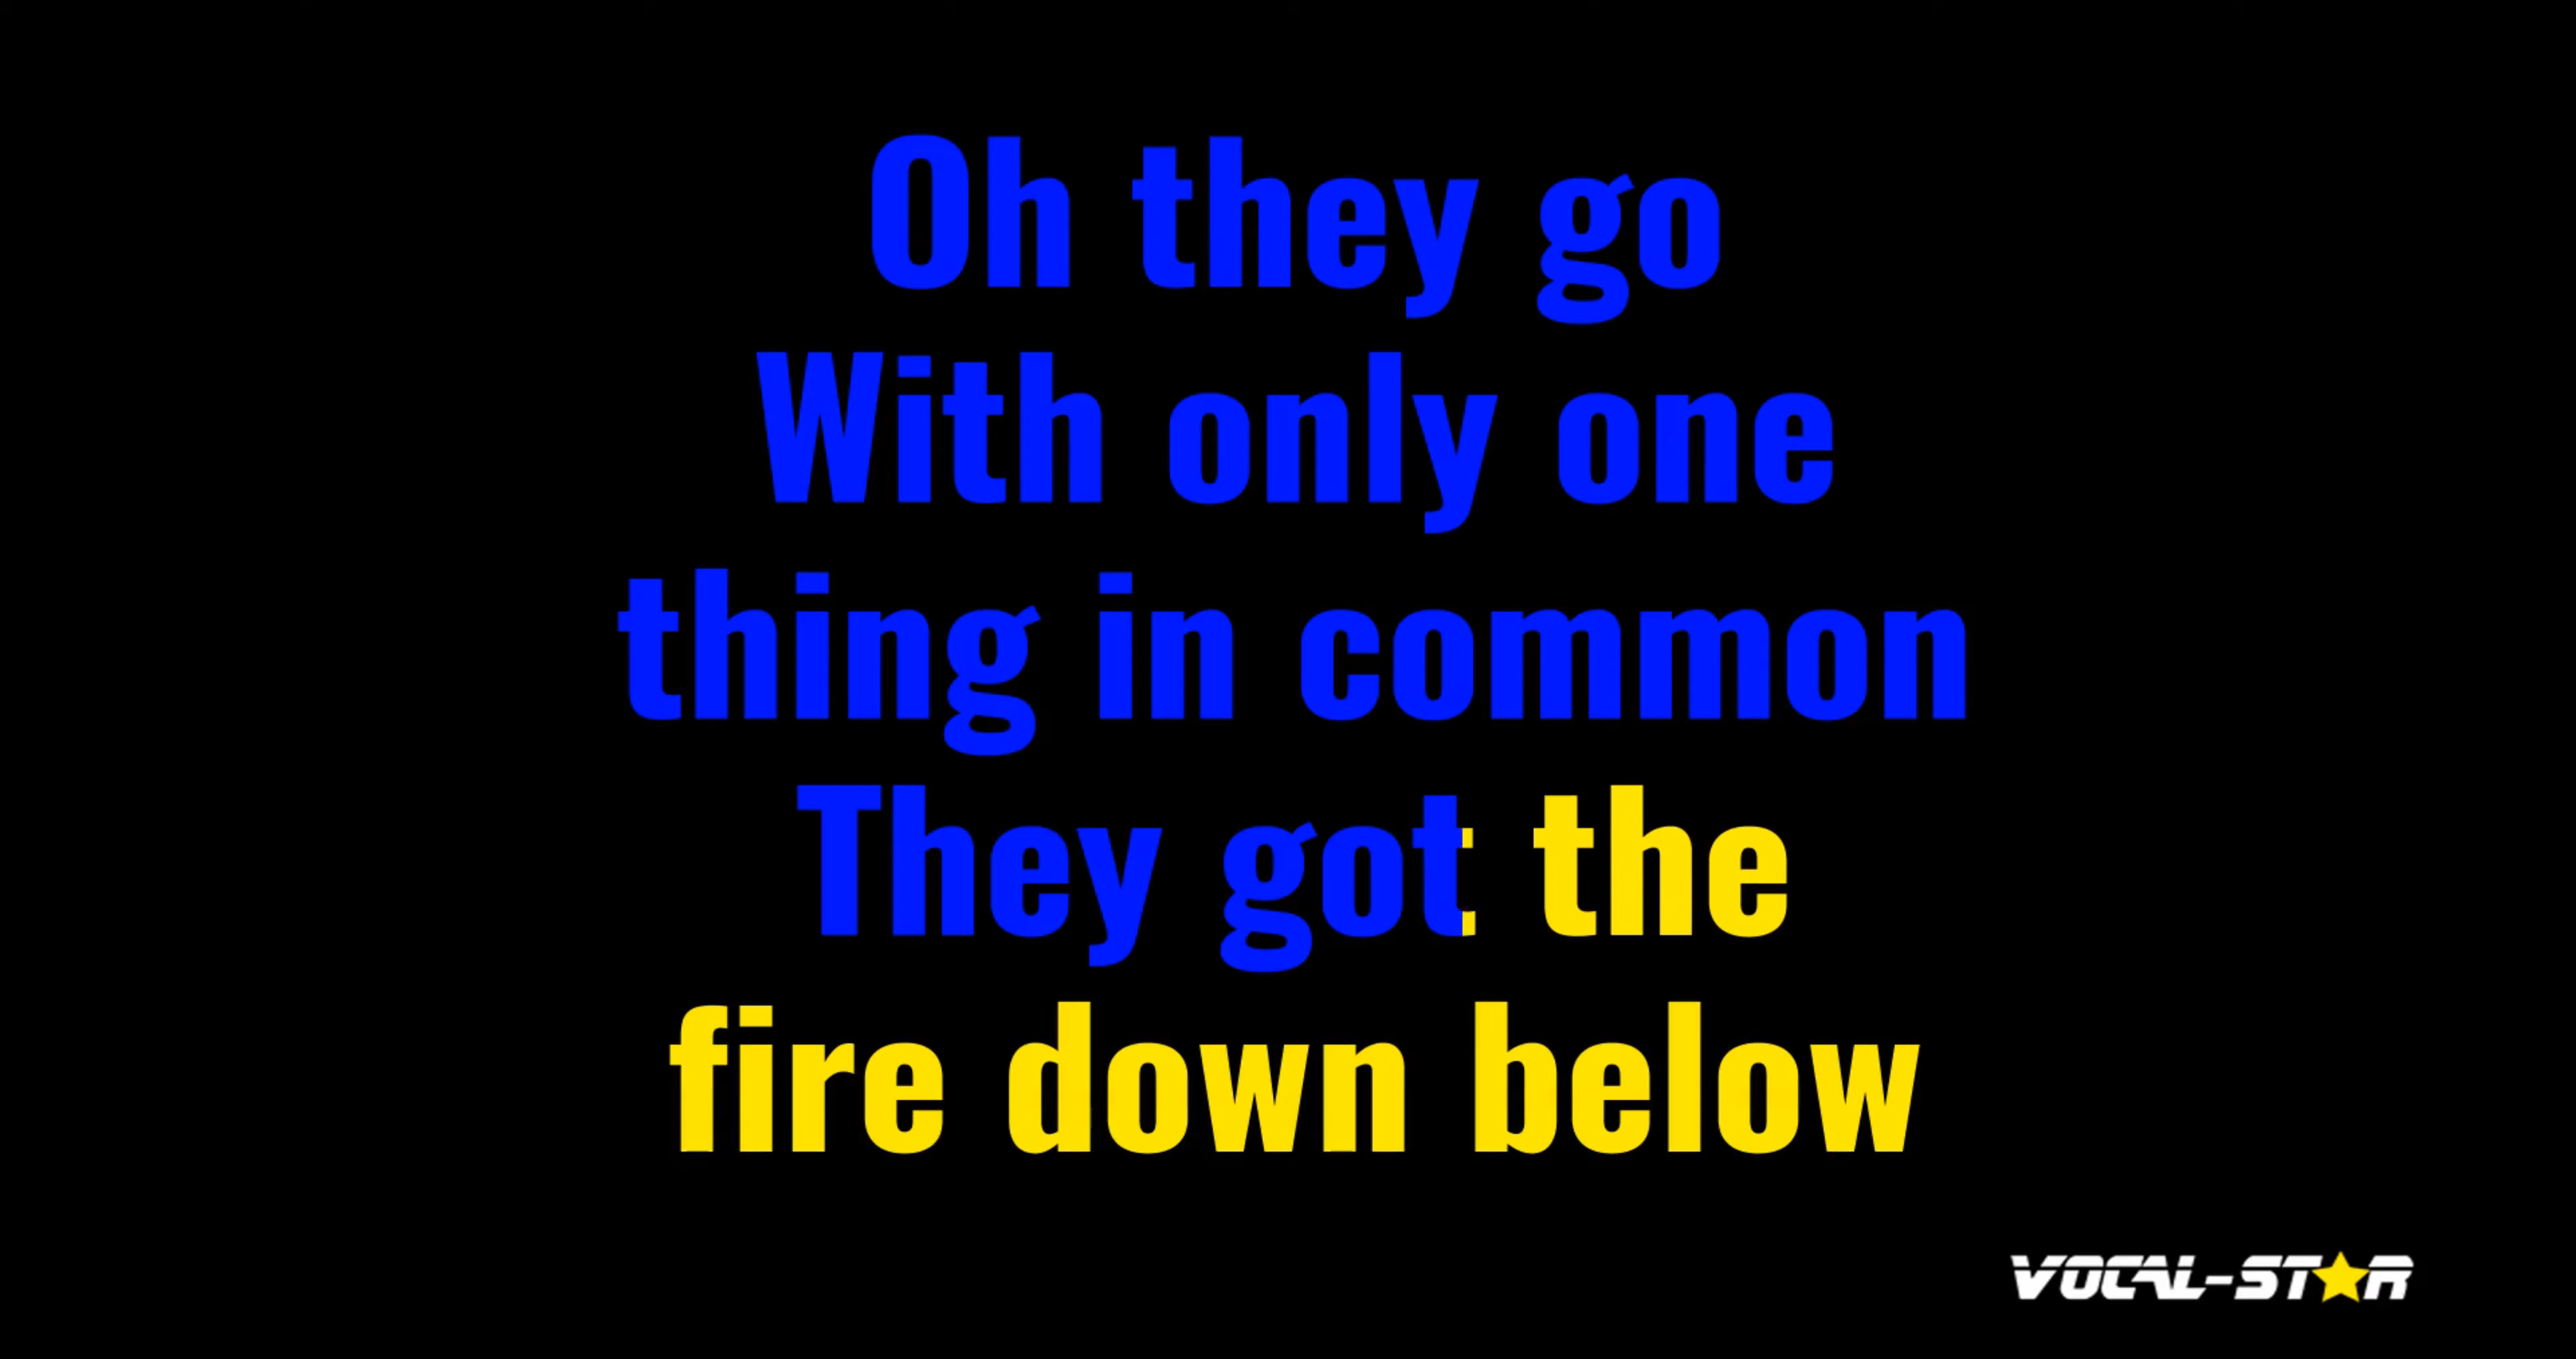 Oh they go
With only one
thing in common
They got the
fire down below
VOCAL-STAR